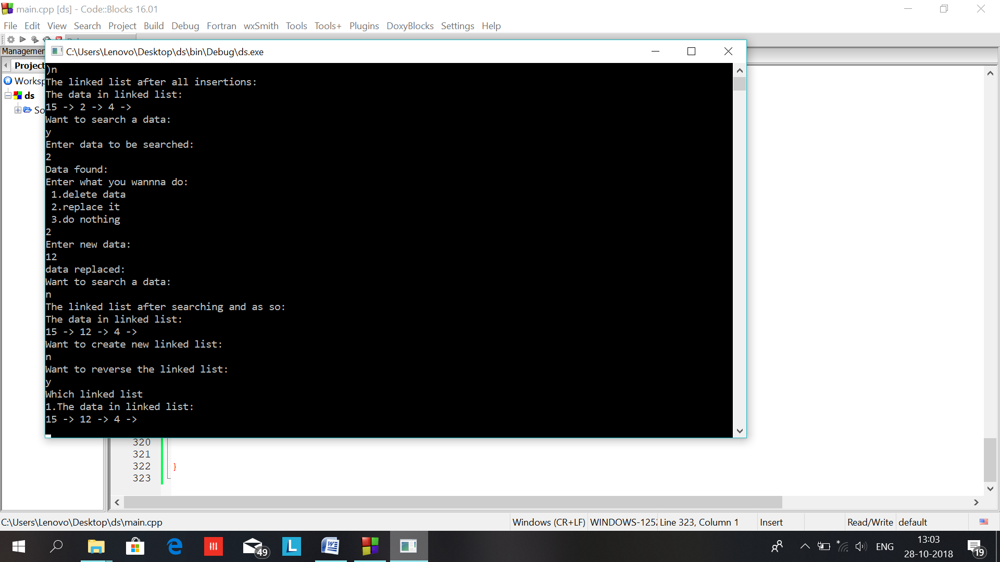 main.cpp [ds] - Code::Blocks 16.01
File Edit View Search Project Build Debug Fortran wxSmith Tools Tools+ Plugins DoxyBlocks Settings Help
C:\Users\Lenovo\Desktop\ds\bin\Debug\ds.exe
Managemen
Project
Worksp
ds
So
)n
The linked list after all insertions:
The data in linked list:
15 -> 2 -> 4 ->
Want to search a data:
y
Enter data to be searched:
2
Data found:
Enter what you wannna do:
1.delete data
2.replace it
3.do nothing
2
Enter new data:
12
data replaced:
Want to search a data:
n
The linked list after searching and as so:
The data in linked list:
15 -> 12 -> 4 ->
Want to create new linked list:
n
Want to reverse the linked list:
y
Which linked list
1.The data in linked list:
15 -> 12 -> 4 ->
320
321
322 }
323
C:\Users\Lenovo\Desktop\ds\main.cpp Windows (CR+LF) WINDOWS-1252 Line 323, Column 1 Insert Read/Write default
49
L
ENG
13:03
28-10-2018
19